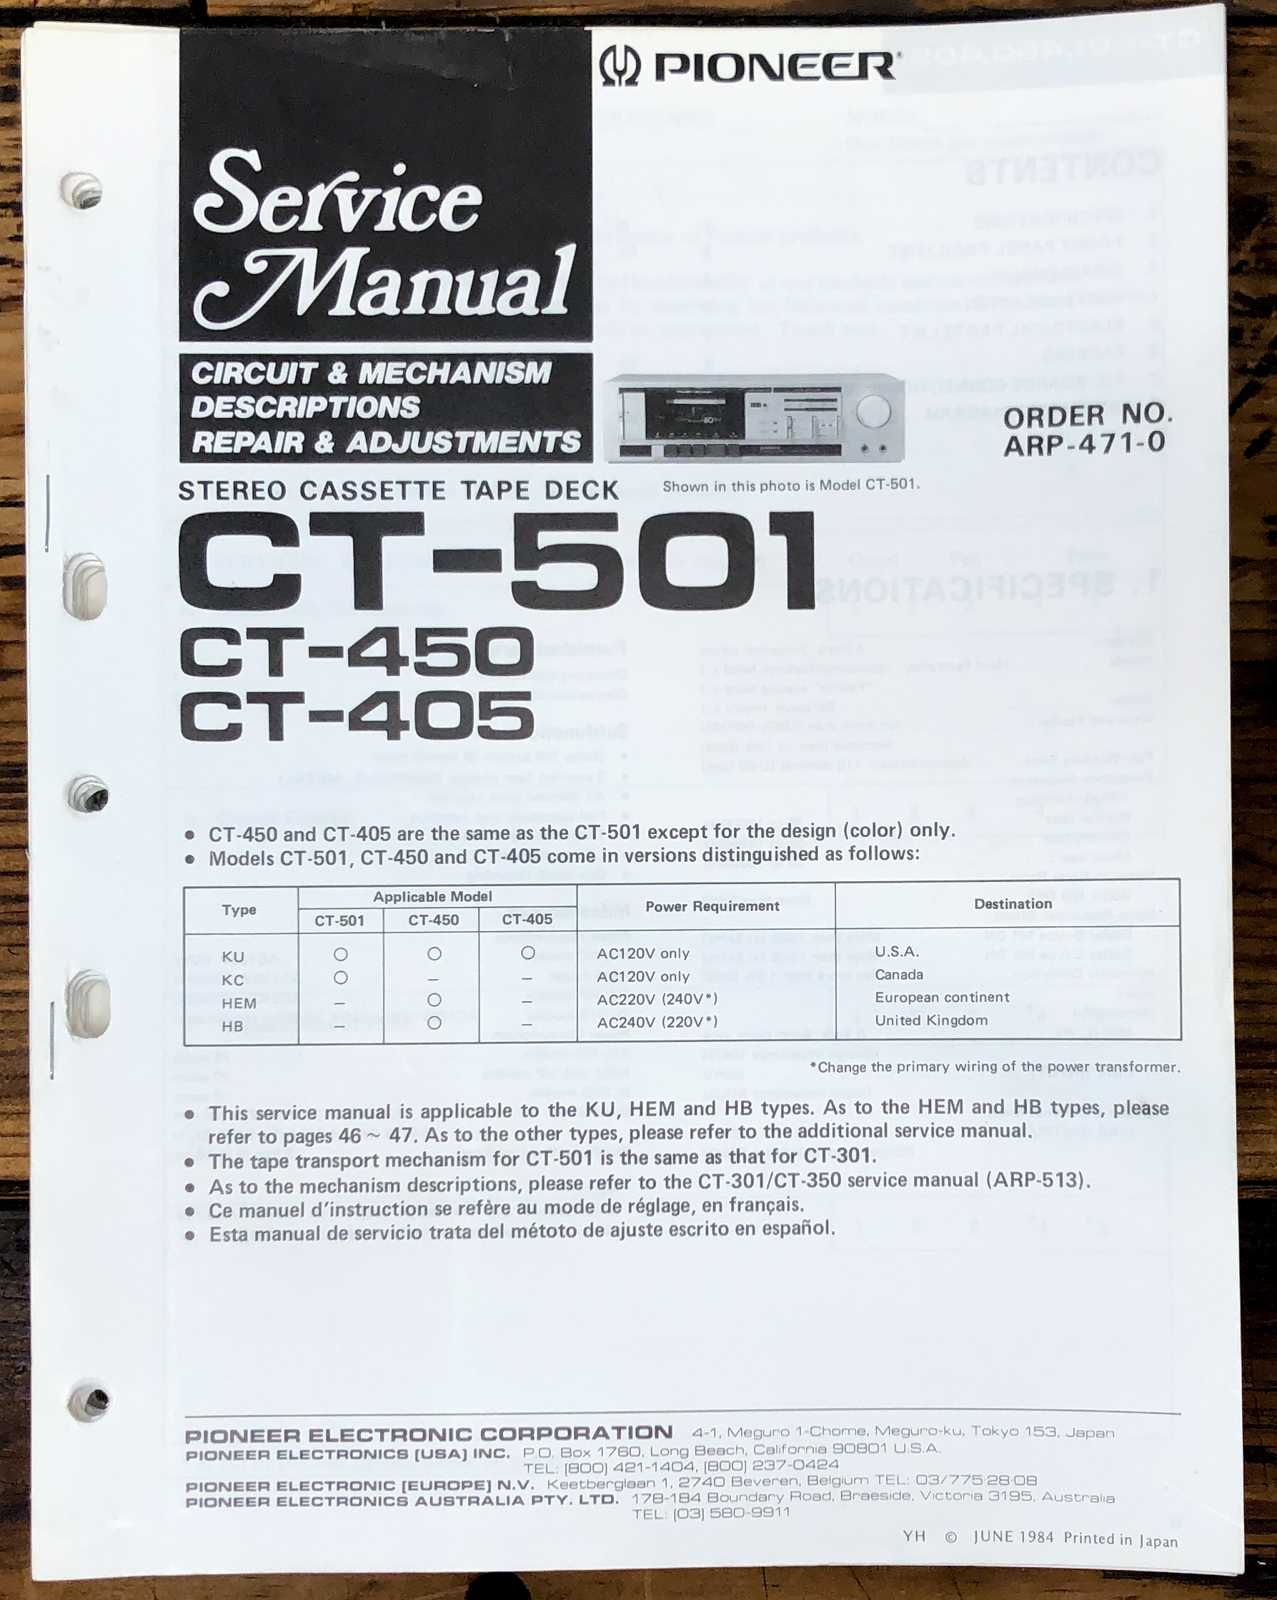 PIONEER®
Service
Manual
CIRCUIT & MECHANISM
DESCRIPTIONS
REPAIR & ADJUSTMENTS
ORDER NO.
ARP-471-0
STEREO CASSETTE TAPE DECK
Shown in this photo is Model CT-501.
CT-501
CT-450
CT-405
● CT-450 and CT-405 are the same as the CT-501 except for the design (color) only.
● Models CT-501, CT-450 and CT-405 come in versions distinguished as follows:
Type Applicable Model Power Requirement Destination
CT-501 CT-450 CT-405
KU ○ ○ ○ AC120V only U.S.A.
KC ○ – – AC120V only Canada
HEM – ○ – AC220V (240V*) European continent
HB – ○ – AC240V (220V*) United Kingdom
*Change the primary wiring of the power transformer.
● This service manual is applicable to the KU, HEM and HB types. As to the HEM and HB types, please
refer to pages 46 ~ 47. As to the other types, please refer to the additional service manual.
● The tape transport mechanism for CT-501 is the same as that for CT-301.
● As to the mechanism descriptions, please refer to the CT-301/CT-350 service manual (ARP-513).
● Ce manuel d'instruction se refère au mode de réglage, en français.
● Esta manual de servicio trata del métoto de ajuste escrito en español.
PIONEER ELECTRONIC CORPORATION 4-1, Meguro 1-Chome, Meguro-ku, Tokyo 153, Japan
PIONEER ELECTRONICS [USA] INC. P.O. Box 1760, Long Beach, California 90801 U.S.A.
TEL: [800] 421-1404, [800] 237-0424
PIONEER ELECTRONIC [EUROPE] N.V. Keetberglaan 1, 2740 Beveren, Belgium TEL: 03/775·28·08
PIONEER ELECTRONICS AUSTRALIA PTY. LTD. 178-184 Boundary Road, Braeside, Victoria 3195, Australia
TEL: [03] 580-9911
YH © JUNE 1984 Printed in Japan